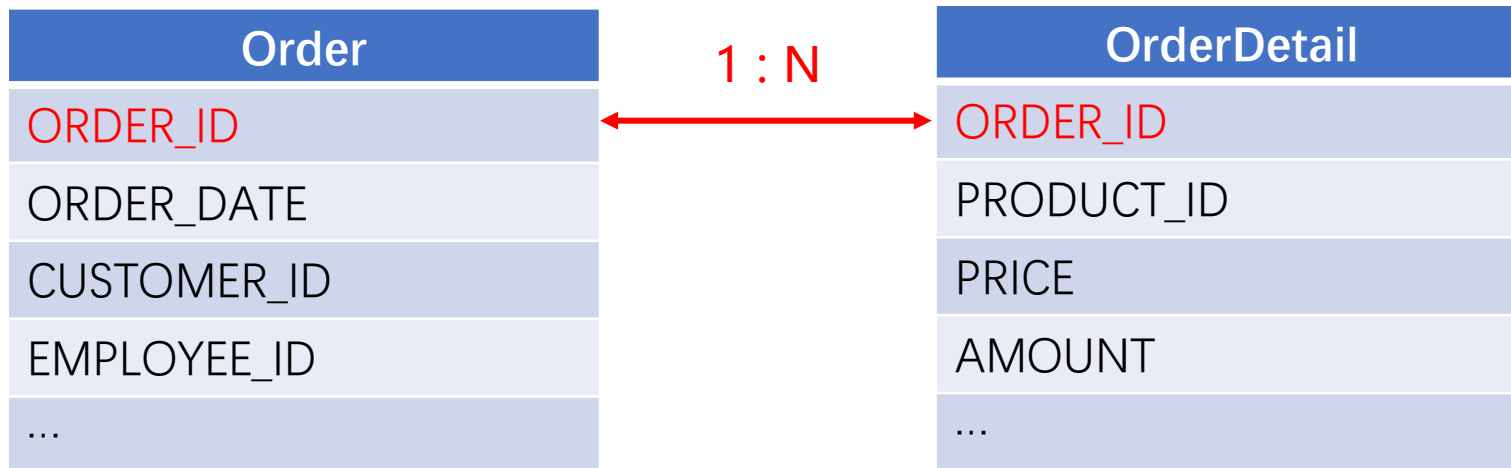 Order
ORDER_ID
ORDER_DATE
CUSTOMER_ID
EMPLOYEE_ID
...
1 : N
OrderDetail
ORDER_ID
PRODUCT_ID
PRICE
AMOUNT
...